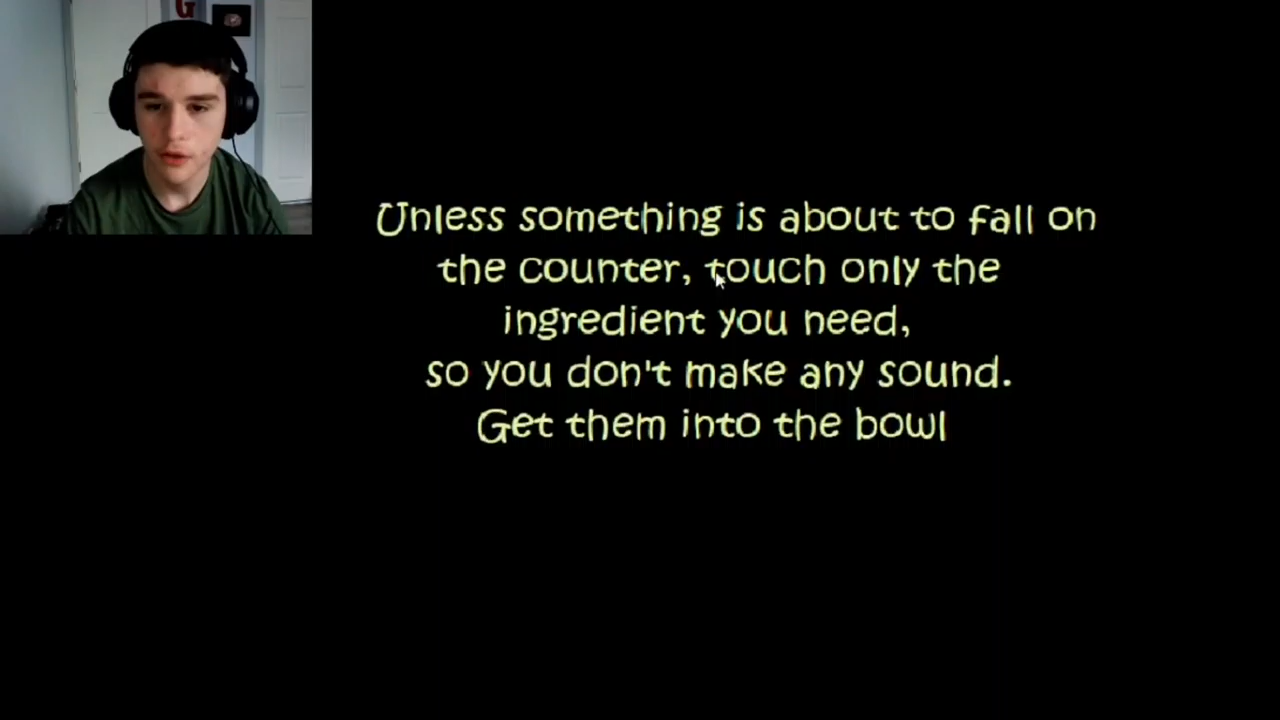 G
Unless something is about to fall on
the counter, touch only the
ingredient you need,
so you don't make any sound.
Get them into the bowl